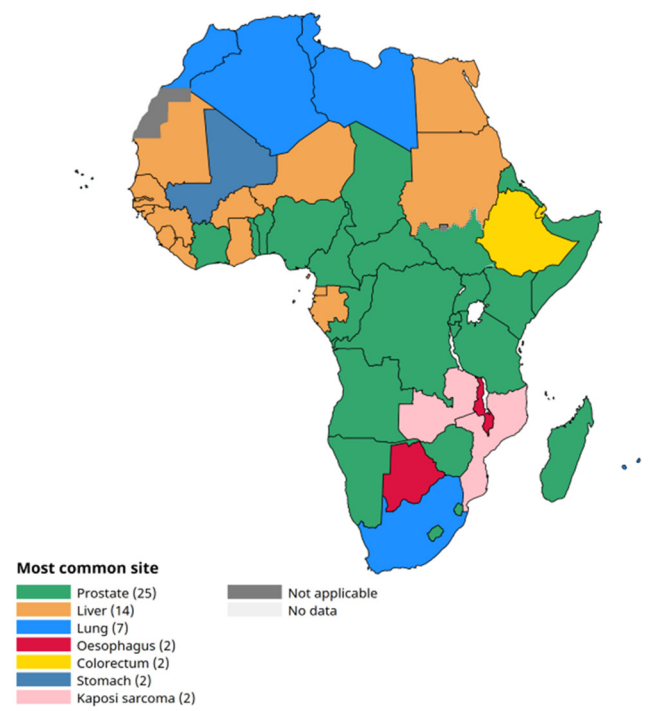 Most common site
Prostate (25)
Liver (14)
Lung (7)
Oesophagus (2)
Colorectum (2)
Stomach (2)
Kaposi sarcoma (2)
Not applicable
No data